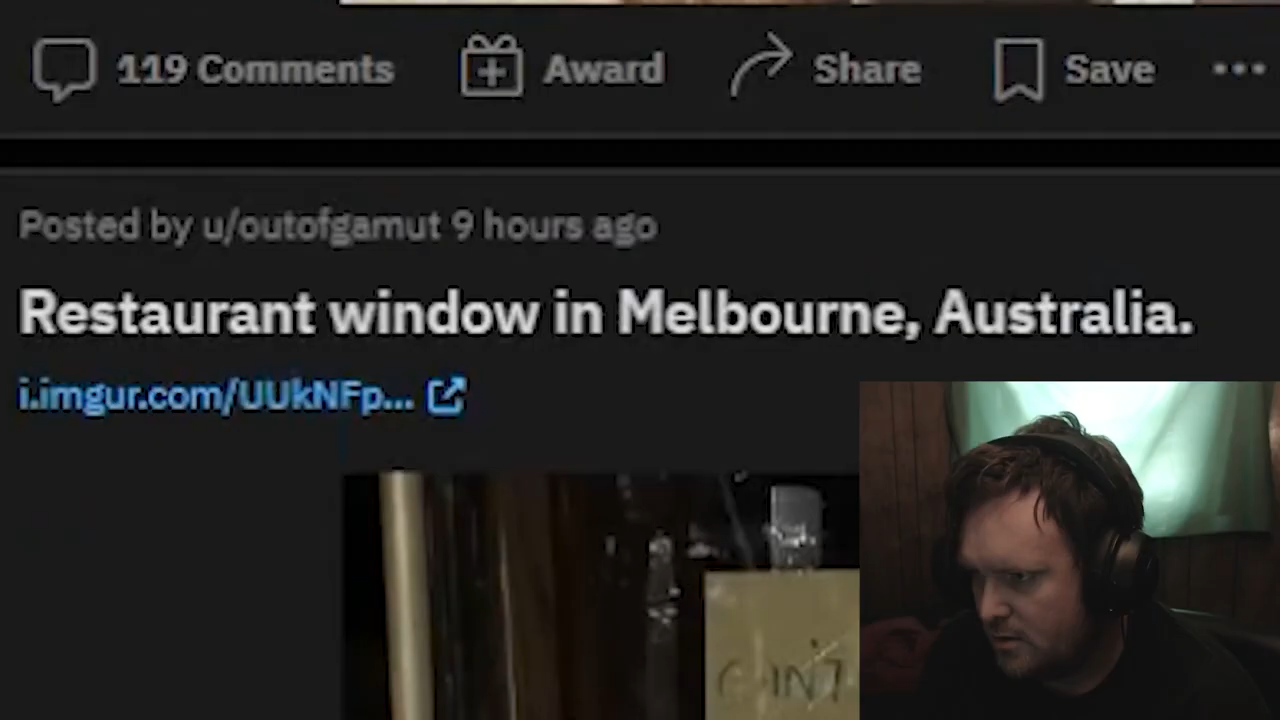 119 Comments Award Share Save
Posted by u/outofgamut 9 hours ago
Restaurant window in Melbourne, Australia.
i.imgur.com/UUkNFp...